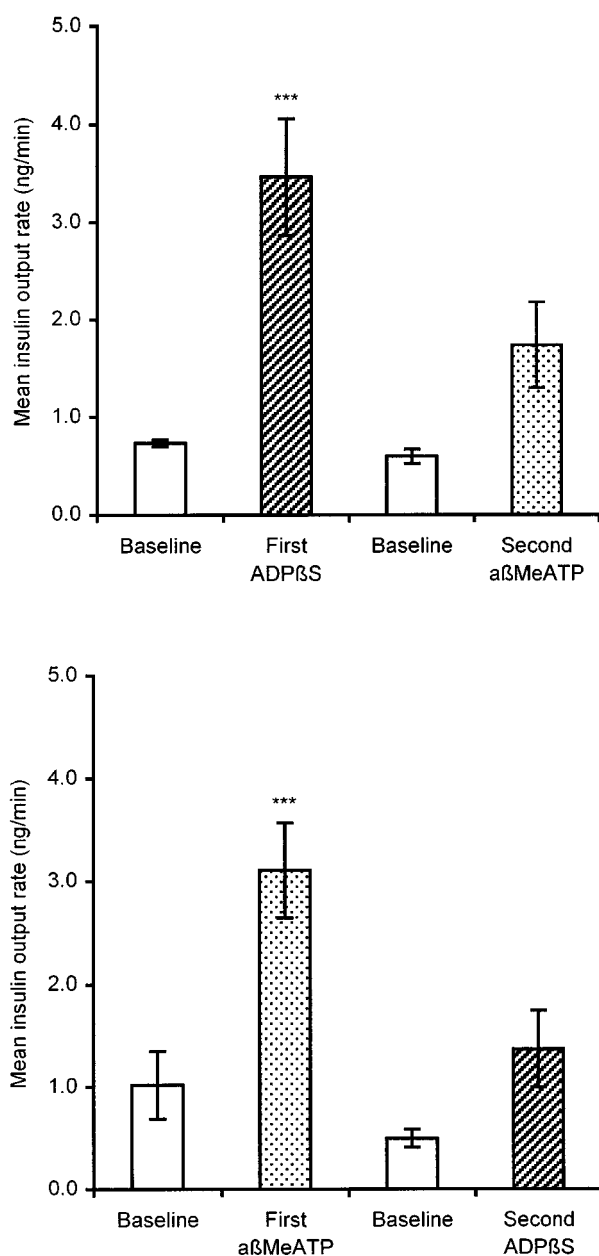 5.0
***
4.0
3.0
2.0
1.0
0.0
Mean insulin output rate (ng/min)
Baseline First Baseline Second
ADPßS aßMeATP
5.0
4.0
***
3.0
2.0
1.0
0.0
Mean insulin output rate (ng/min)
Baseline First Baseline Second
aßMeATP ADPßS